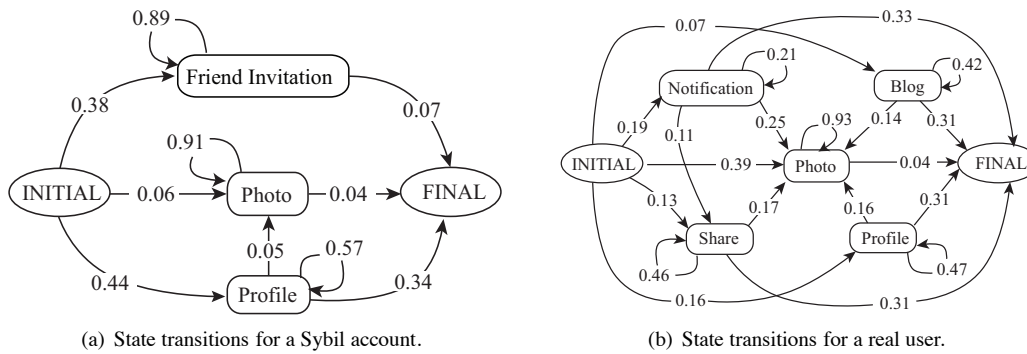 0.89
Friend Invitation
0.38
0.07
0.91
INITIAL
0.06
Photo
0.04
FINAL
0.05
0.57
0.44
Profile
0.34
(a) State transitions for a Sybil account.
0.33
0.07
0.21
0.42
Notification
Blog
0.19
0.11
0.25
0.93
0.14
0.31
INITIAL
0.39
Photo
0.04
FINAL
0.13
0.17
0.16
0.31
Share
Profile
0.46
0.47
0.16
0.31
(b) State transitions for a real user.